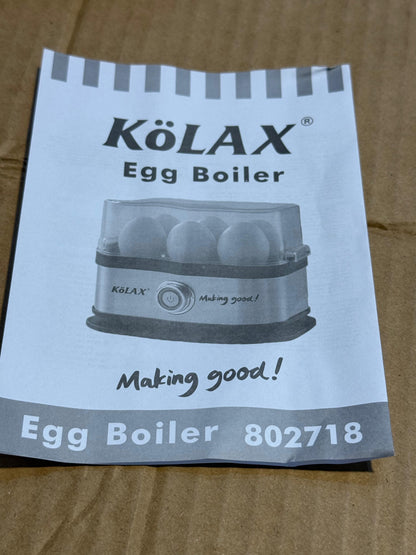 KöLAX®
Egg Boiler
KöLAX® Making good!
Making good!
Egg Boiler 802718